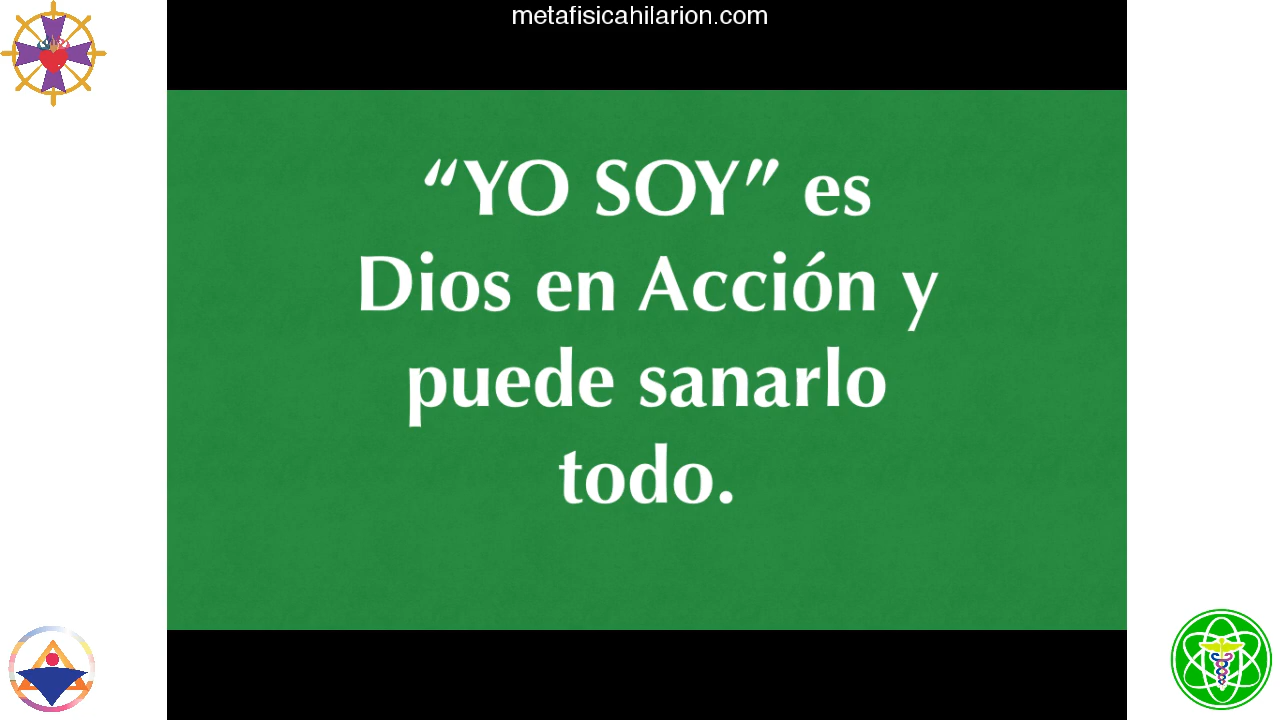 metafisicahilarion.com
“YO SOY” es
Dios en Acción y
puede sanarlo
todo.